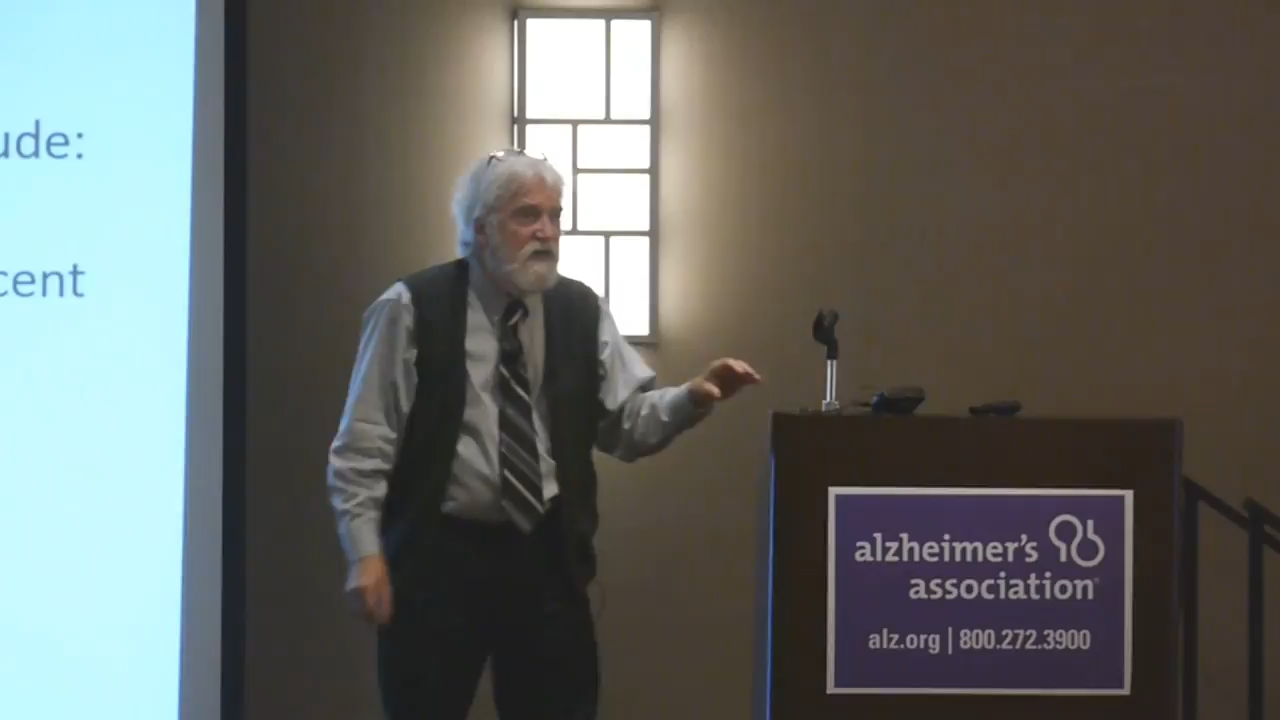 ude:
cent
alzheimer's
association®
alz.org | 800.272.3900